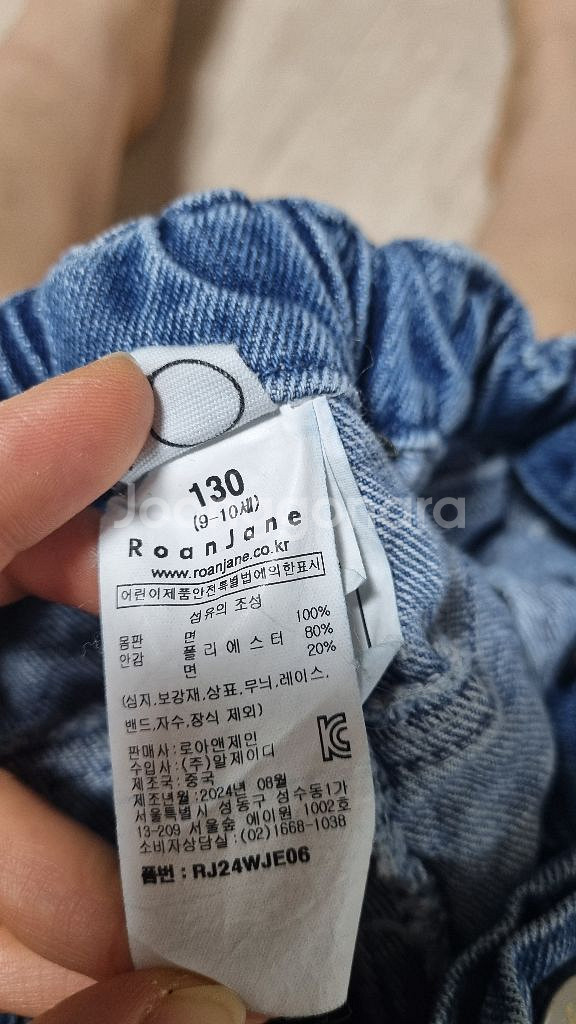 130
(9-10세)
RoanJane
www.roanjane.co.kr
어린이제품안전특별법에의한표시
섬유의 조성
몸판 면 100%
안감 폴리에스터 80%
면 20%
(심지,보강재,상표,무늬,레이스,
밴드,자수,장식 제외)
판매사:로아앤제인
수입사:(주)알제이디
제조국:중국
제조년월:2024년 08월
서울특별시 성동구 성수동1가
13-209 서울숲 에이원 1002호
소비자상담실:(02)1668-1038
품번 : RJ24WJE06
Joongonara